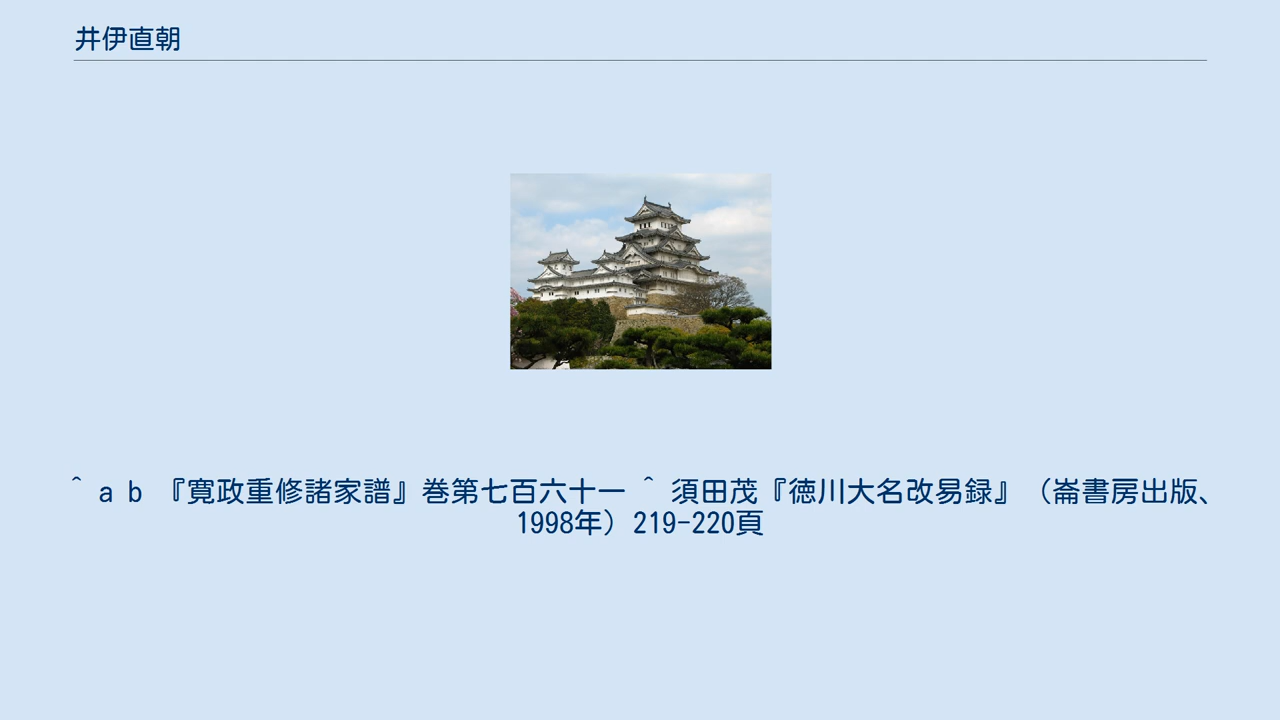 井伊直朝
^ a b 『寛政重修諸家譜』巻第七百六十一 ^ 須田茂『徳川大名改易録』（崙書房出版、
1998年）219-220頁